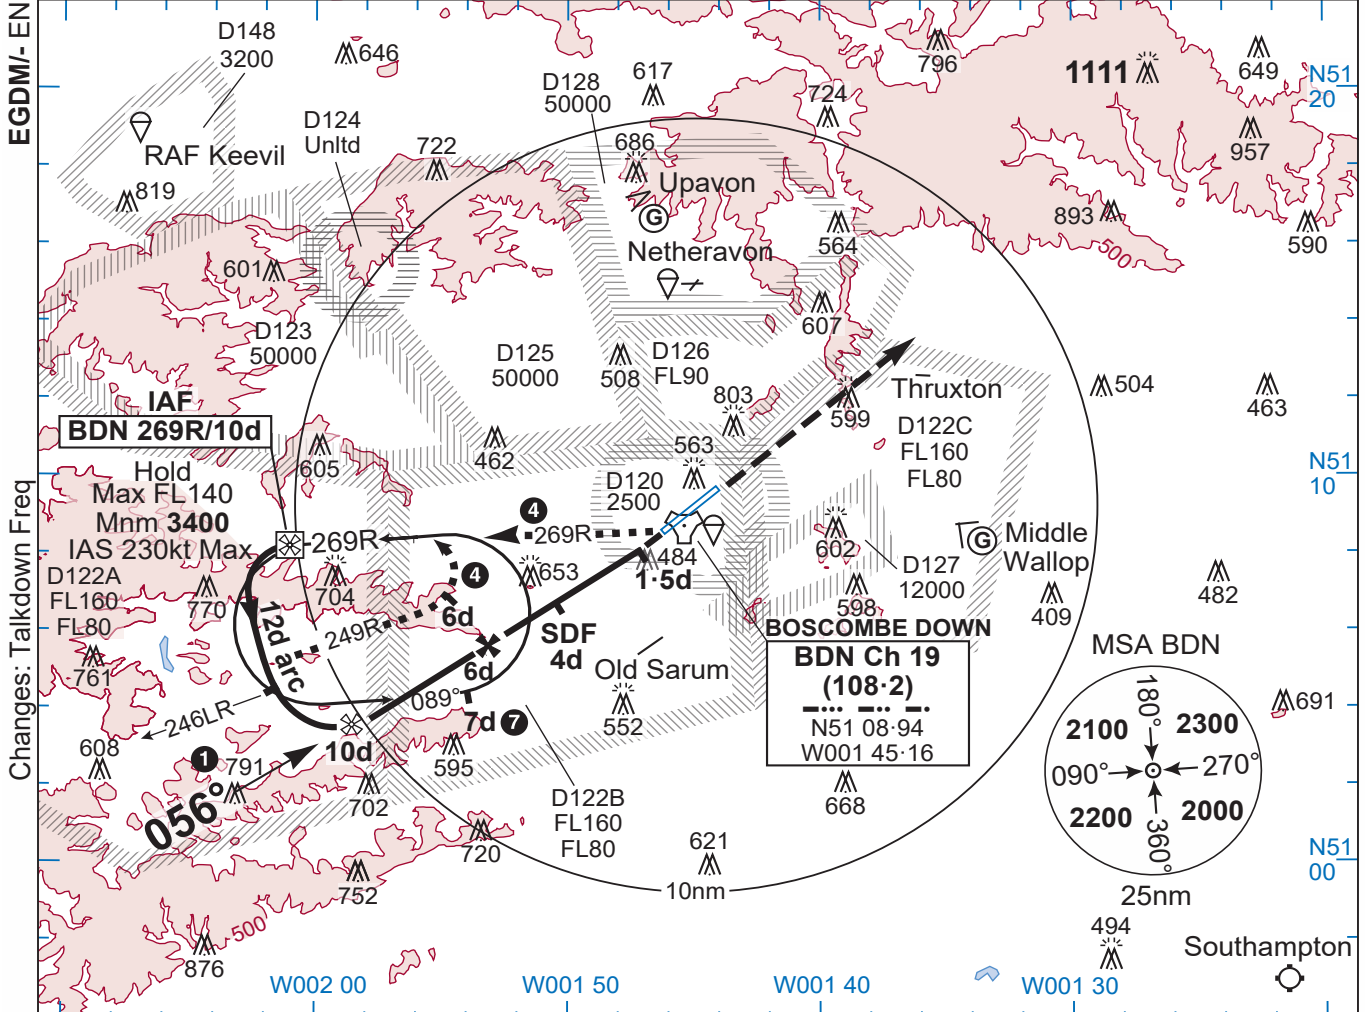 EGDM/- EN
Changes: Talkdown Freq
D148
3200
646
RAF Keevil
819
D124
Unltd
722
D128
50000
617
686
Upavon
G
Netheravon
724
796
1111
649
N51
20
957
893
590
500
564
601
D123
50000
D125
50000
508
D126
FL90
607
803
Thruxton
599
504
463
IAF
BDN 269R/10d
605
462
563
D122C
FL160
FL80
N51
10
Hold
Max FL140
Mnm 3400
IAS 230kt Max
D120
2500
4
269R
269R
484
1·5d
602
G
Middle
Wallop
D122A
FL160
FL80
770
704
653
4
6d
249R
12d arc
D127
12000
598
409
482
SDF
4d
6d
Old Sarum
552
761
246LR
089°
7d
7
10d
608
1
791
056°
595
702
BOSCOMBE DOWN
BDN Ch 19
(108·2)
N51 08·94
W001 45·16
MSA BDN
180°
2100
2300
090°
270°
2200
2000
360°
25nm
691
668
D122B
FL160
FL80
720
621
10nm
752
N51
00
500
876
494
Southampton
W002 00
W001 50
W001 40
W001 30